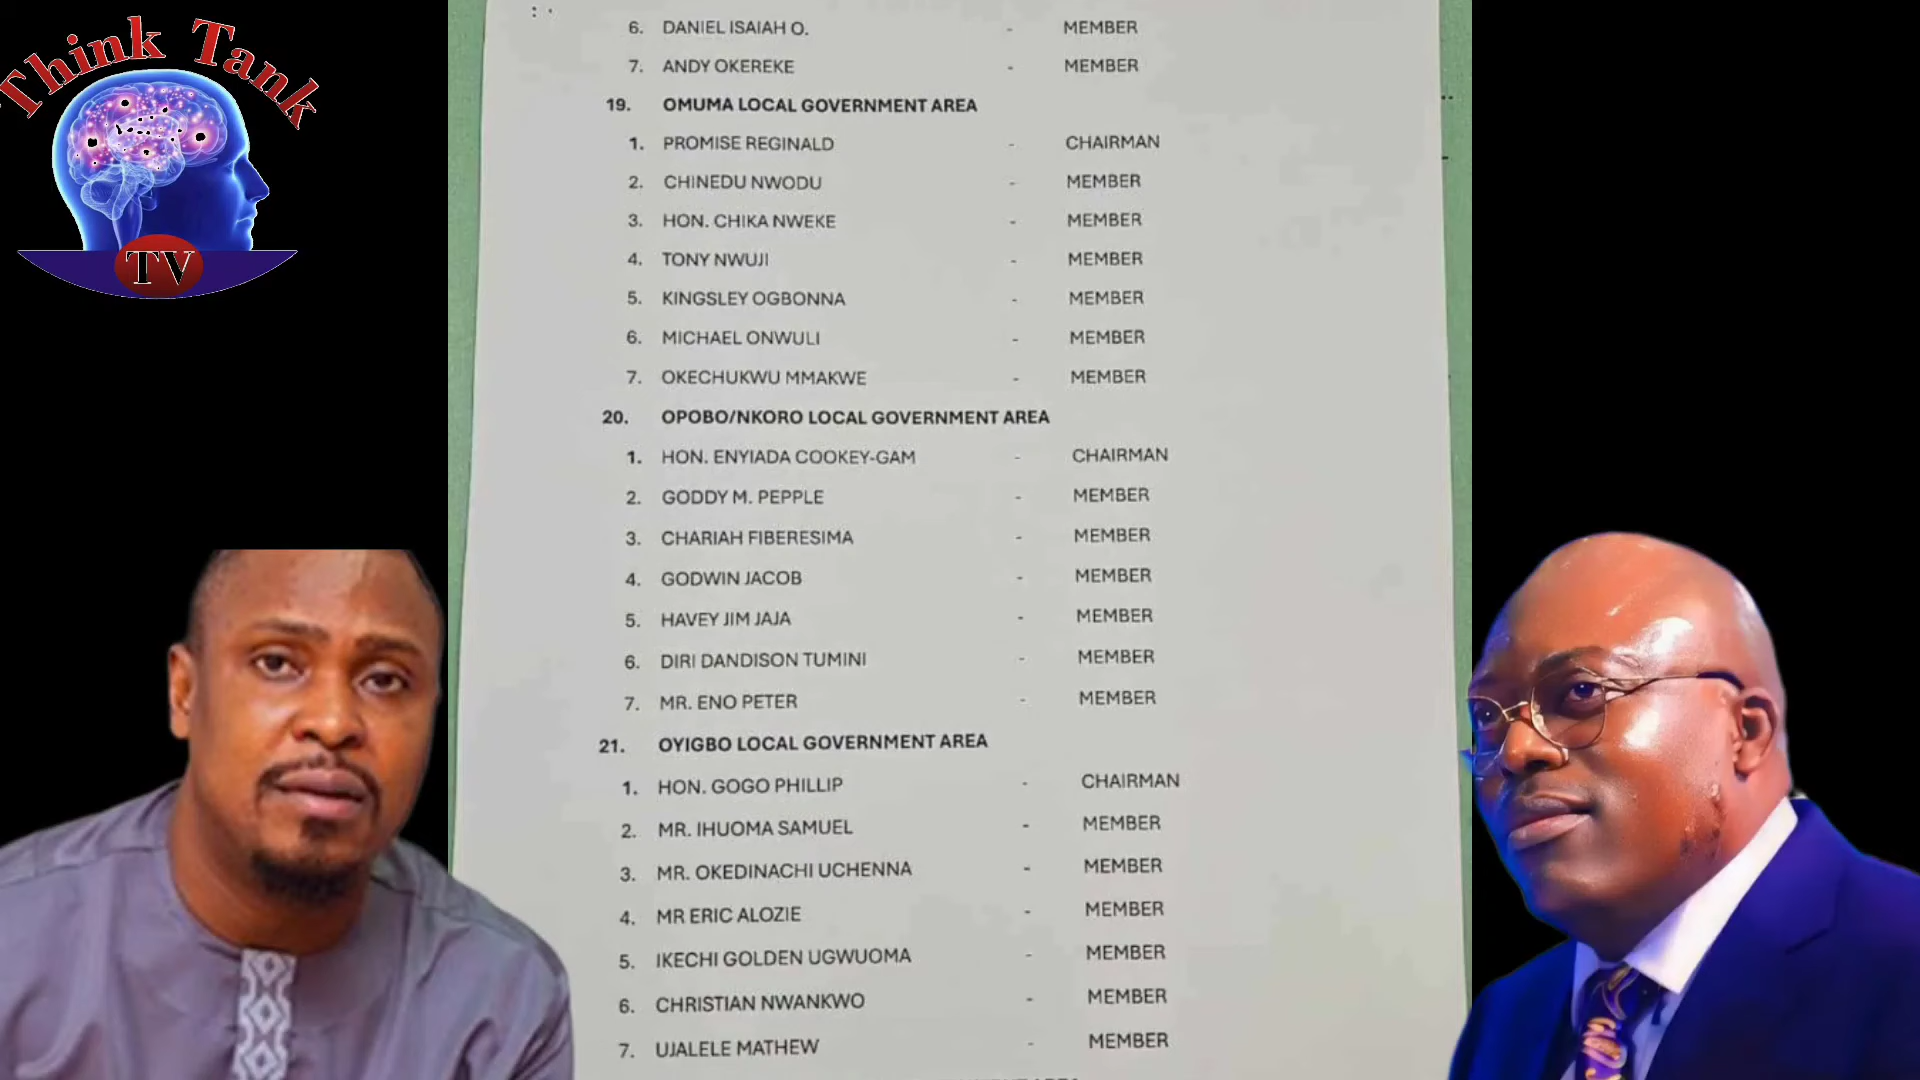 Think Tank
TV
6. DANIEL ISAIAH O. - MEMBER
7. ANDY OKEREKE - MEMBER
19. OMUMA LOCAL GOVERNMENT AREA
1. PROMISE REGINALD - CHAIRMAN
2. CHINEDU NWODU - MEMBER
3. HON. CHIKA NWEKE - MEMBER
4. TONY NWUJI - MEMBER
5. KINGSLEY OGBONNA - MEMBER
6. MICHAEL ONWULI - MEMBER
7. OKECHUKWU MMAKWE - MEMBER
20. OPOBO/NKORO LOCAL GOVERNMENT AREA
1. HON. ENYIADA COOKEY-GAM - CHAIRMAN
2. GODDY M. PEPPLE - MEMBER
3. CHARIAH FIBERESIMA - MEMBER
4. GODWIN JACOB - MEMBER
5. HAVEY JIM JAJA - MEMBER
6. DIRI DANDISON TUMINI - MEMBER
7. MR. ENO PETER - MEMBER
21. OYIGBO LOCAL GOVERNMENT AREA
1. HON. GOGO PHILLIP - CHAIRMAN
2. MR. IHUOMA SAMUEL - MEMBER
3. MR. OKEDINACHI UCHENNA - MEMBER
4. MR ERIC ALOZIE - MEMBER
5. IKECHI GOLDEN UGWUOMA - MEMBER
6. CHRISTIAN NWANKWO - MEMBER
7. UJALELE MATHEW - MEMBER